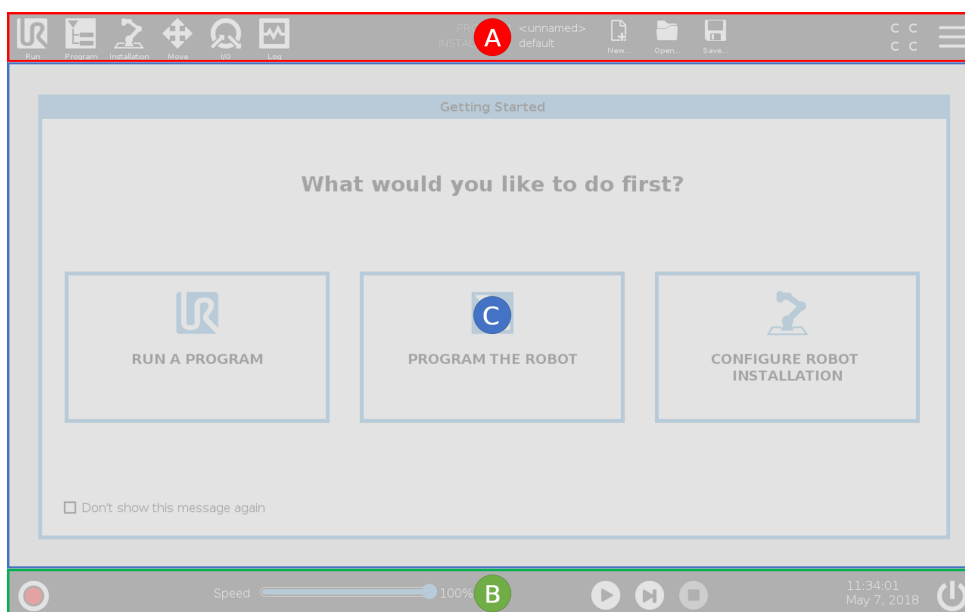 <unnamed>
default
Run
Program
Installation
Move
I/O
Log
A
New...
Open...
Save...
C C
C C
Getting Started
What would you like to do first?
C
RUN A PROGRAM
PROGRAM THE ROBOT
CONFIGURE ROBOT
INSTALLATION
Don't show this message again
Speed
100%
B
11:34:01
May 7, 2018